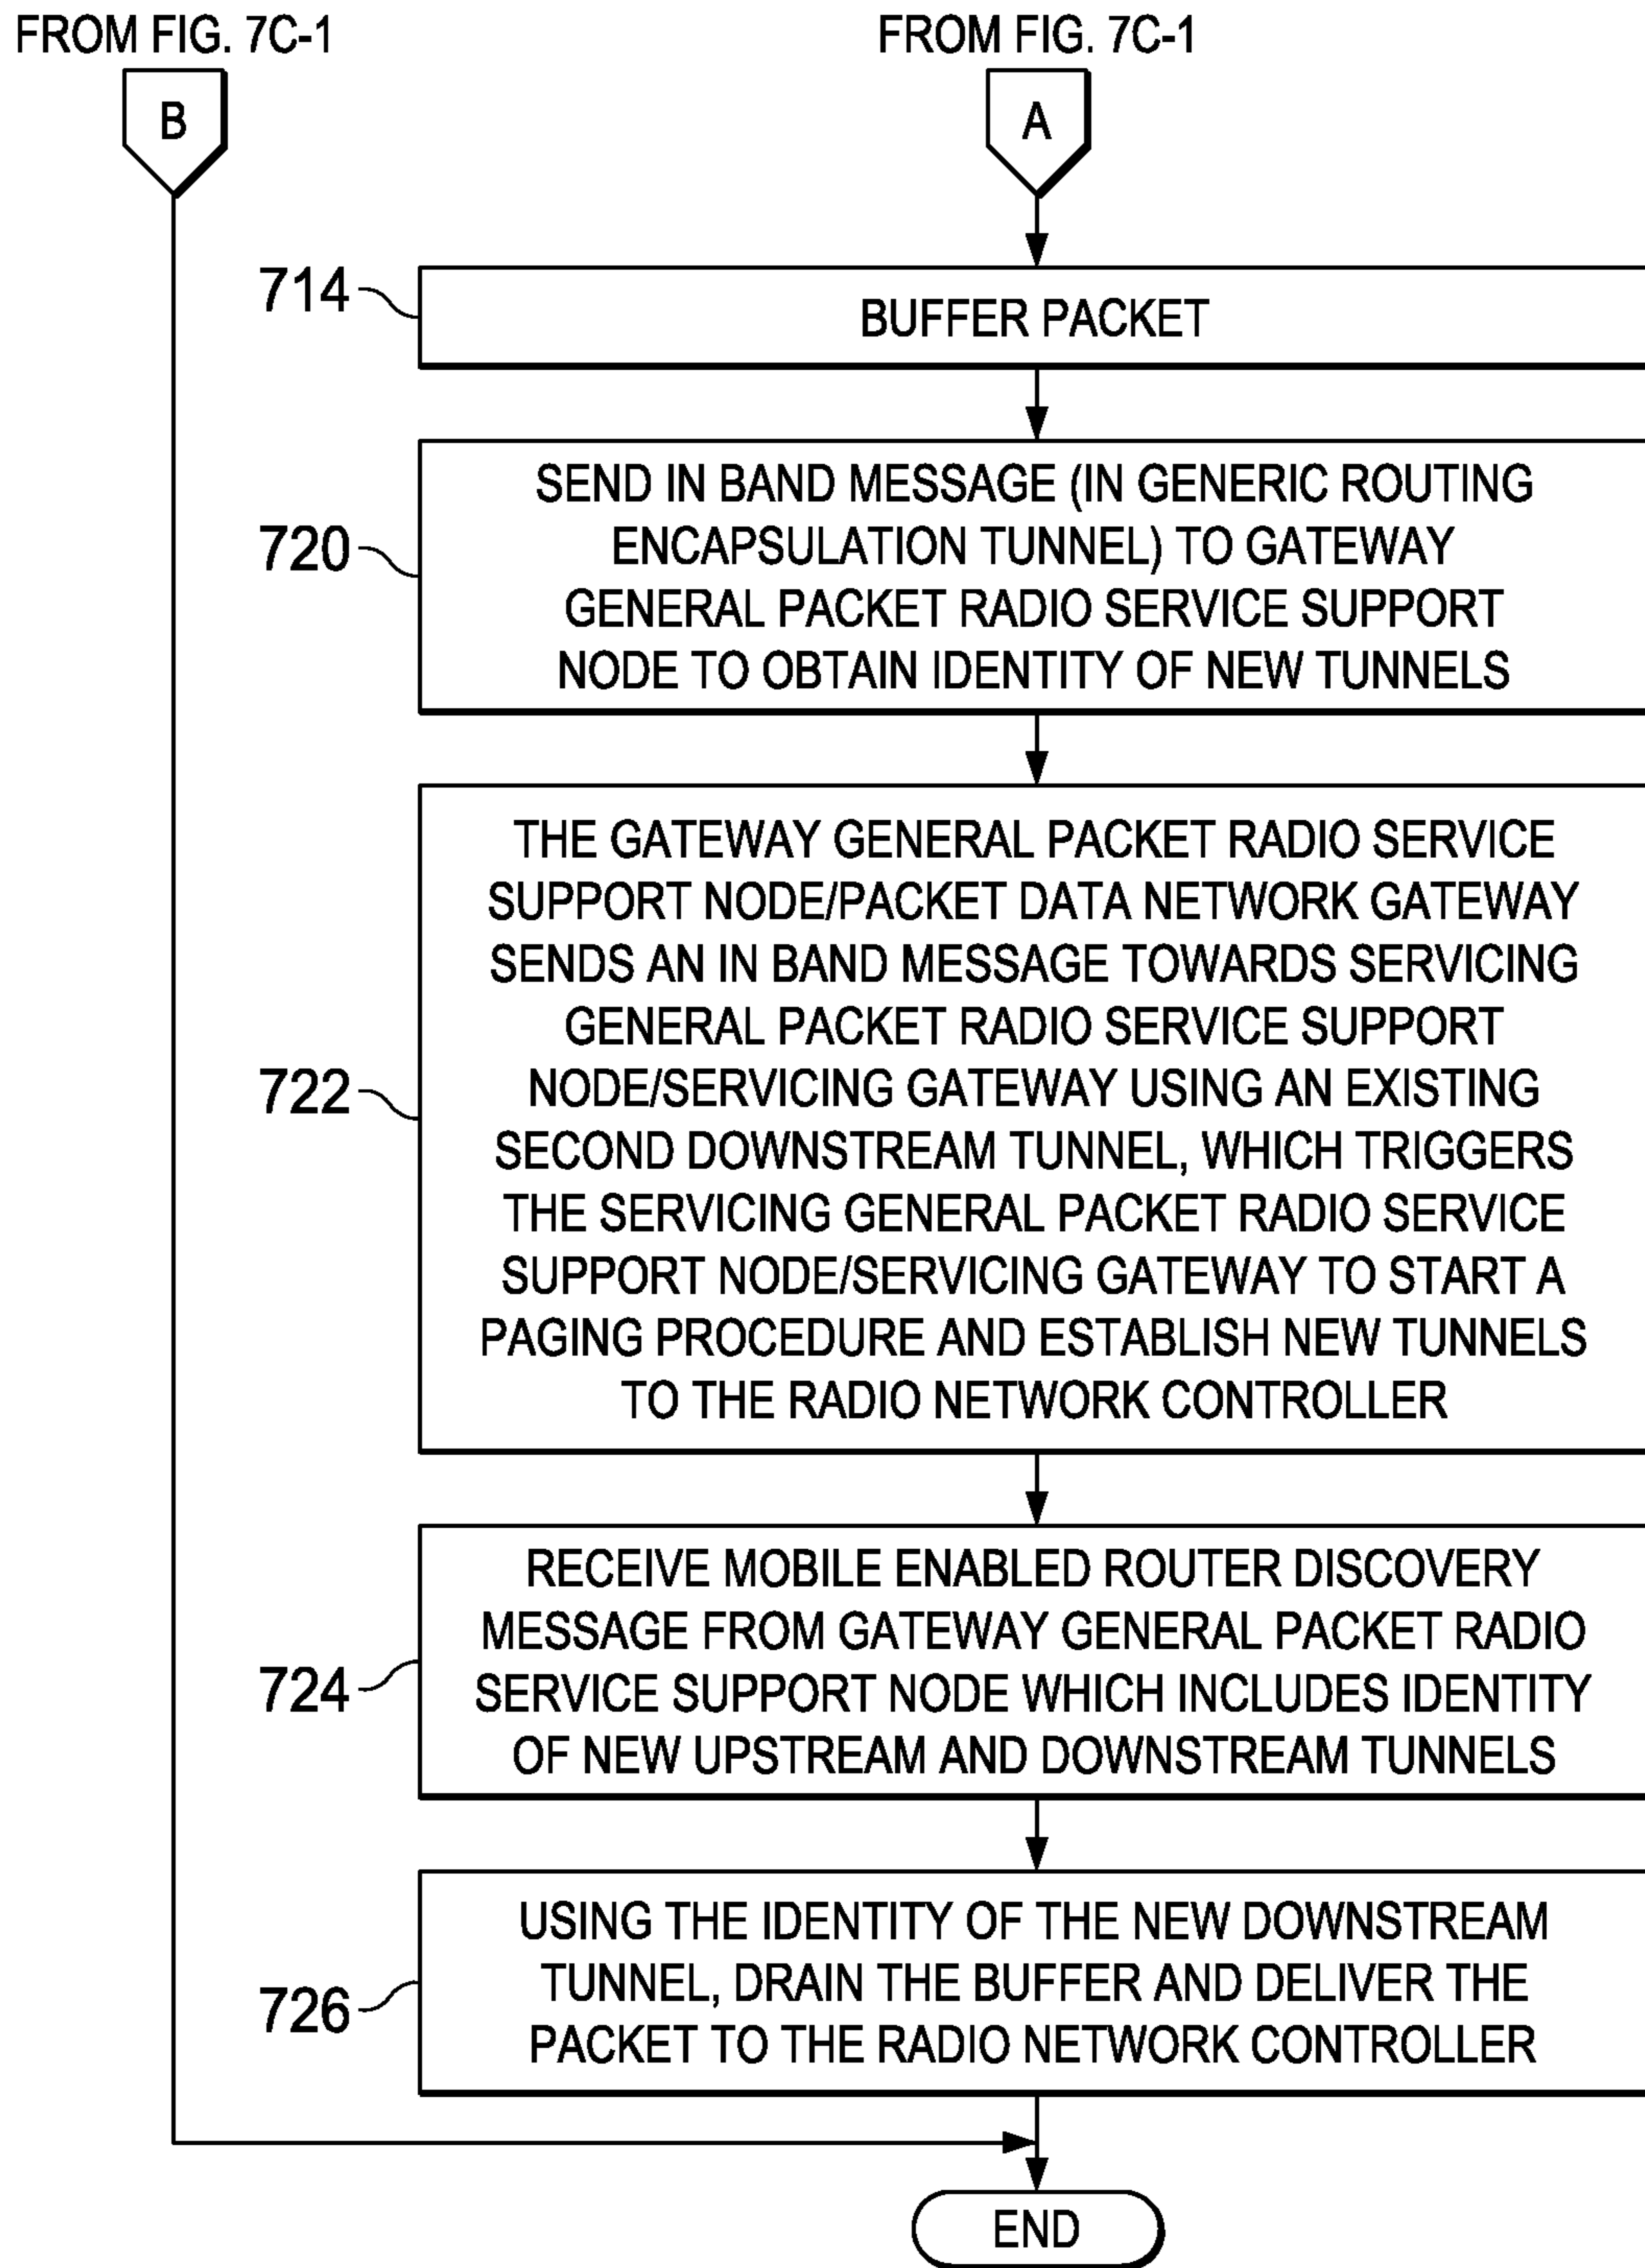 FROM FIG. 7C-1
FROM FIG. 7C-1
B
A
714
BUFFER PACKET
720
SEND IN BAND MESSAGE (IN GENERIC ROUTING
ENCAPSULATION TUNNEL) TO GATEWAY
GENERAL PACKET RADIO SERVICE SUPPORT
NODE TO OBTAIN IDENTITY OF NEW TUNNELS
722
THE GATEWAY GENERAL PACKET RADIO SERVICE
SUPPORT NODE/PACKET DATA NETWORK GATEWAY
SENDS AN IN BAND MESSAGE TOWARDS SERVICING
GENERAL PACKET RADIO SERVICE SUPPORT
NODE/SERVICING GATEWAY USING AN EXISTING
SECOND DOWNSTREAM TUNNEL, WHICH TRIGGERS
THE SERVICING GENERAL PACKET RADIO SERVICE
SUPPORT NODE/SERVICING GATEWAY TO START A
PAGING PROCEDURE AND ESTABLISH NEW TUNNELS
TO THE RADIO NETWORK CONTROLLER
724
RECEIVE MOBILE ENABLED ROUTER DISCOVERY
MESSAGE FROM GATEWAY GENERAL PACKET RADIO
SERVICE SUPPORT NODE WHICH INCLUDES IDENTITY
OF NEW UPSTREAM AND DOWNSTREAM TUNNELS
726
USING THE IDENTITY OF THE NEW DOWNSTREAM
TUNNEL, DRAIN THE BUFFER AND DELIVER THE
PACKET TO THE RADIO NETWORK CONTROLLER
END